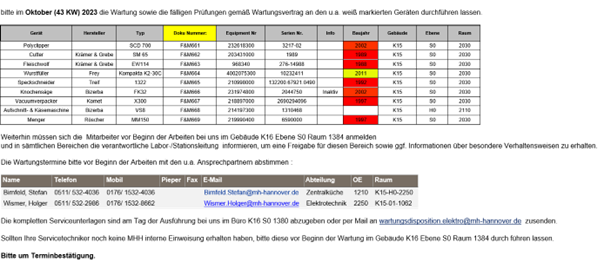 bitte im Oktober (43 KW) 2023 die Wartung sowie die fälligen Prüfungen gemäß Wartungsvertrag an den u.a. weiß markierten Geräten durchführen lassen.
Gerät Hersteller Typ Doku Nummer: Equipment Nr Serien Nr. Info Baujahr Gebäude Ebene Raum
Polyclipper SCD 700 F&M661 232618300 3217-02 2002 K15 S0 2030
Cutter Krämer & Grebe SM 65 F&M662 203431000 1989 1989 K15 S0 2030
Fleischwolf Krämer & Grebe EW114 F&M663 968340 276-14988 1988 K15 S0 2030
Wurstfüller Frey Kompakta K2-30C F&M664 4002075300 10232411 2011 K15 S0 2030
Speckschneider Treif 1322 F&M665 210998000 K15 S0 2030
Knochensäge Bizerba FK32 F&M666 231974800 2044750 Inaktiv 2002 K15 S0 2030
Vacuumverpacker Komet X300 F&M667 219897000 2690294096 1997 K15 S0 2030
Aufschnitt- & Käsemaschine Bizerba VS8 F&M668 214197300 1310466 K15 H0 2110
Menger Röscher MM150 F&M669 219990400 6590000 K15 S0 2030
Weiterhin müssen sich die Mitarbeiter vor Beginn der Arbeiten bei uns im Gebäude K16 Ebene S0 Raum 1384 anmelden
und in sämtlichen Bereichen die verantwortliche Labor-/Stationsleitung informieren, um eine Freigabe für diesen Bereich sowie ggf. Informationen über besondere Verhaltensweisen zu erhalten.
Die Wartungstermine bitte vor Beginn der Arbeiten mit den u.a. Ansprechpartnern abstimmen :
Name Telefon Mobil Pieper Fax E-Mail Abteilung OE Raum
Birnfeld, Stefan 0511/ 532-4036 0176/ 1532-4036 Birnfeld.Stefan@mh-hannover.de Zentralküche 1210 K15-H0-2250
Wismer, Holger 0511/ 532-2986 0176/ 1532-8662 Wismer.Holger@mh-hannover.de Elektrotechnik 2250 K15-01-1062
Die kompletten Serviceunterlagen sind am Tag der Ausführung bei uns im Büro K16 S0 1380 abzugeben oder per Mail an wartungsdisposition.elektro@mh-hannover.de zusenden.
Sollten Ihre Servicetechniker noch keine MHH interne Einweisung erhalten haben, bitte diese vor Beginn der Wartung im Gebäude K16 Ebene S0 Raum 1384 durch führen lassen.
Bitte um Terminbestätigung.